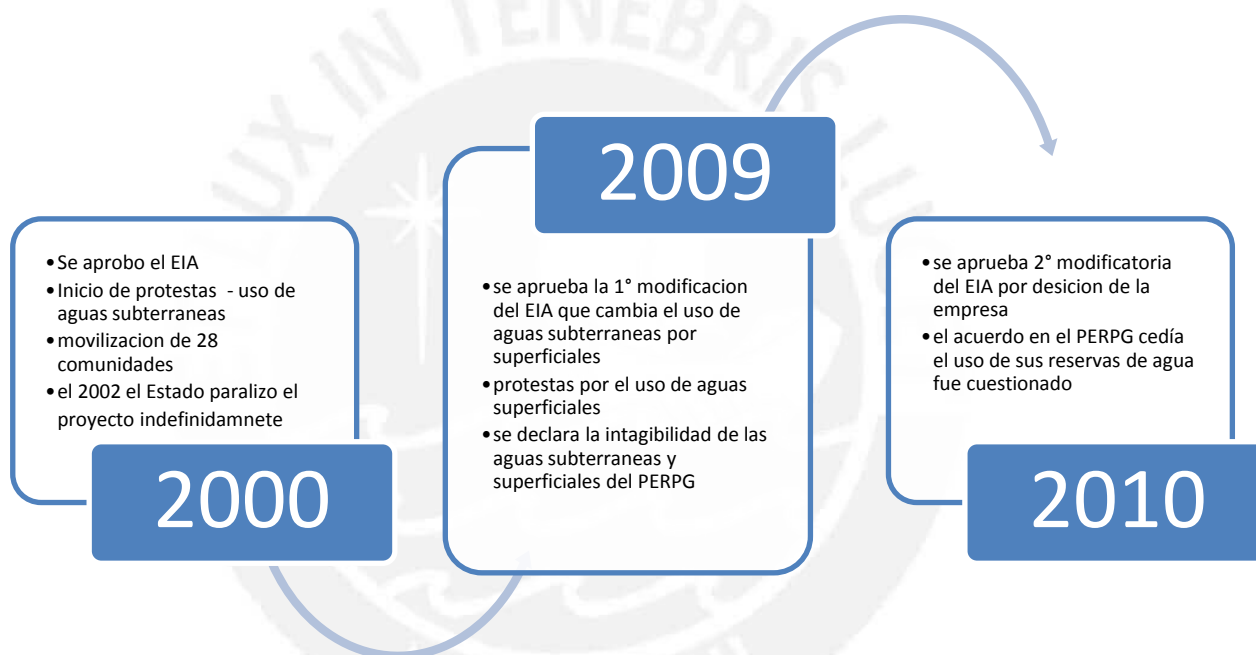 LUX IN TENEBRIS LUC
•Se aprobo el EIA
•Inicio de protestas - uso de
aguas subterraneas
•movilizacion de 28
comunidades
•el 2002 el Estado paralizo el
proyecto indefinidamnete
2000
2009
•se aprueba la 1° modificacion
del EIA que cambia el uso de
aguas subterraneas por
superficiales
•protestas por el uso de aguas
superficiales
•se declara la intagibilidad de las
aguas subterraneas y
superficiales del PERPG
•se aprueba 2° modificatoria
del EIA por desicion de la
empresa
•el acuerdo en el PERPG cedía
el uso de sus reservas de agua
fue cuestionado
2010